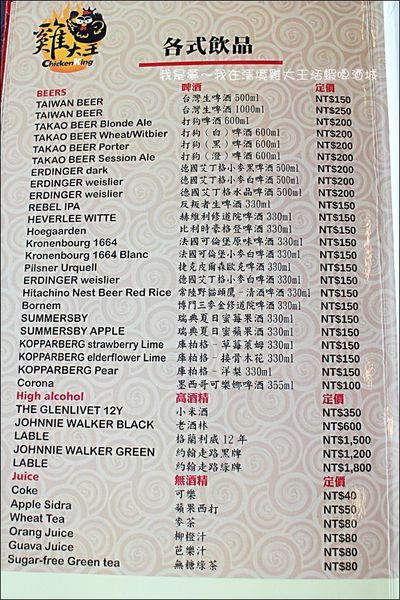 雞大王
Chicken King
各式飲品
我是夢～我在蒲燒雞大王活蝦啤酒城
BEERS 啤酒 定價
TAIWAN BEER 台灣生啤酒 500ml NT$150
TAIWAN BEER 台灣生啤酒 1000ml NT$250
TAKAO BEER Blonde Ale 打狗啤酒 600ml NT$200
TAKAO BEER Wheat/Witbier 打狗（白）啤酒 600ml NT$200
TAKAO BEER Porter 打狗（黑）啤酒 600ml NT$200
TAKAO BEER Session Ale 打狗（澄）啤酒 600ml NT$200
ERDINGER dark 德國艾丁格小麥黑啤酒 500ml NT$200
ERDINGER weislier 德國艾丁格小麥白啤酒 500ml NT$200
ERDINGER weislier 德國艾丁格水晶啤酒 500ml NT$200
REBEL IPA 反叛者生啤酒 330ml NT$150
HEVERLEE WITTE 赫維利修道院啤酒 330ml NT$150
Hoegaarden 比利時豪格登啤酒 330ml NT$150
Kronenbourg 1664 法國可倫堡原味啤酒 330ml NT$150
Kronenbourg 1664 Blanc 法國可倫堡小麥白啤酒 330ml NT$150
Pilsner Urquell 捷克皮爾森歐克啤酒 330ml NT$150
ERDINGER weislier 德國艾丁格小麥白啤酒 330ml NT$150
Hitachino Nest Beer Red Rice 常陸野貓頭鷹－清酒啤酒 330ml NT$150
Bornem 博門三麥金修道院啤酒 330ml NT$150
SUMMERSBY 瑞典夏日蜜莓果酒 330ml NT$150
SUMMERSBY APPLE 瑞典夏日蜜蘋果酒 330ml NT$150
KOPPARBERG strawberry Lime 庫柏格－草莓萊姆 330ml NT$150
KOPPARBERG elderflower Lime 庫柏格－接骨木花 330ml NT$150
KOPPARBERG Pear 庫柏格－洋梨 330ml NT$150
Corona 墨西哥可樂娜啤酒 355ml NT$100
High alcohol 高酒精 定價
THE GLENLIVET 12Y 小米酒 NT$350
JOHNNIE WALKER BLACK 老酒林 NT$600
LABLE 格蘭利威 12 年 NT$1,500
JOHNNIE WALKER GREEN 約翰走路黑牌 NT$1,200
LABLE 約翰走路綠牌 NT$1,800
Juice 無酒精 定價
Coke 可樂 NT$40
Apple Sidra 蘋果西打 NT$50
Wheat Tea 麥茶 NT$80
Orang Juice 柳橙汁 NT$80
Guava Juice 芭樂汁 NT$80
Sugar-free Green tea 無糖綠茶 NT$80